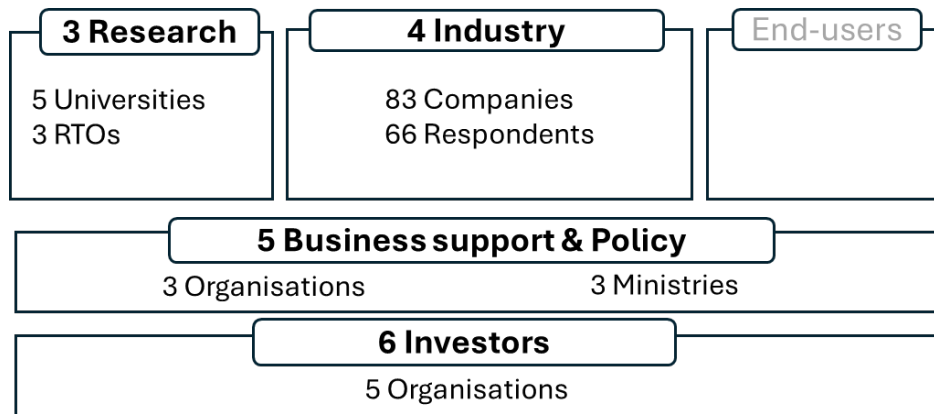 3 Research
5 Universities
3 RTOs
4 Industry
83 Companies
66 Respondents
End-users
5 Business support & Policy
3 Organisations
3 Ministries
6 Investors
5 Organisations